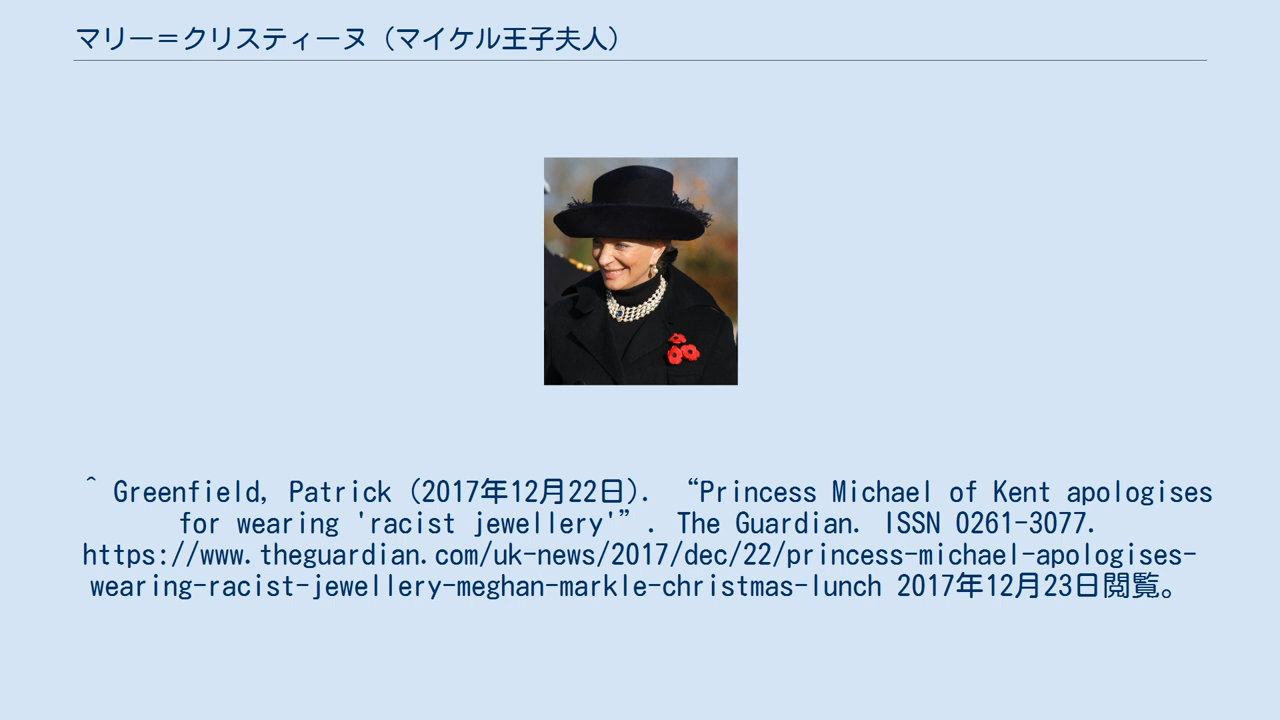 マリー＝クリスティーヌ（マイケル王子夫人）
^ Greenfield, Patrick (2017年12月22日). “Princess Michael of Kent apologises
for wearing 'racist jewellery'”. The Guardian. ISSN 0261-3077.
https://www.theguardian.com/uk-news/2017/dec/22/princess-michael-apologises-
wearing-racist-jewellery-meghan-markle-christmas-lunch 2017年12月23日閲覧。